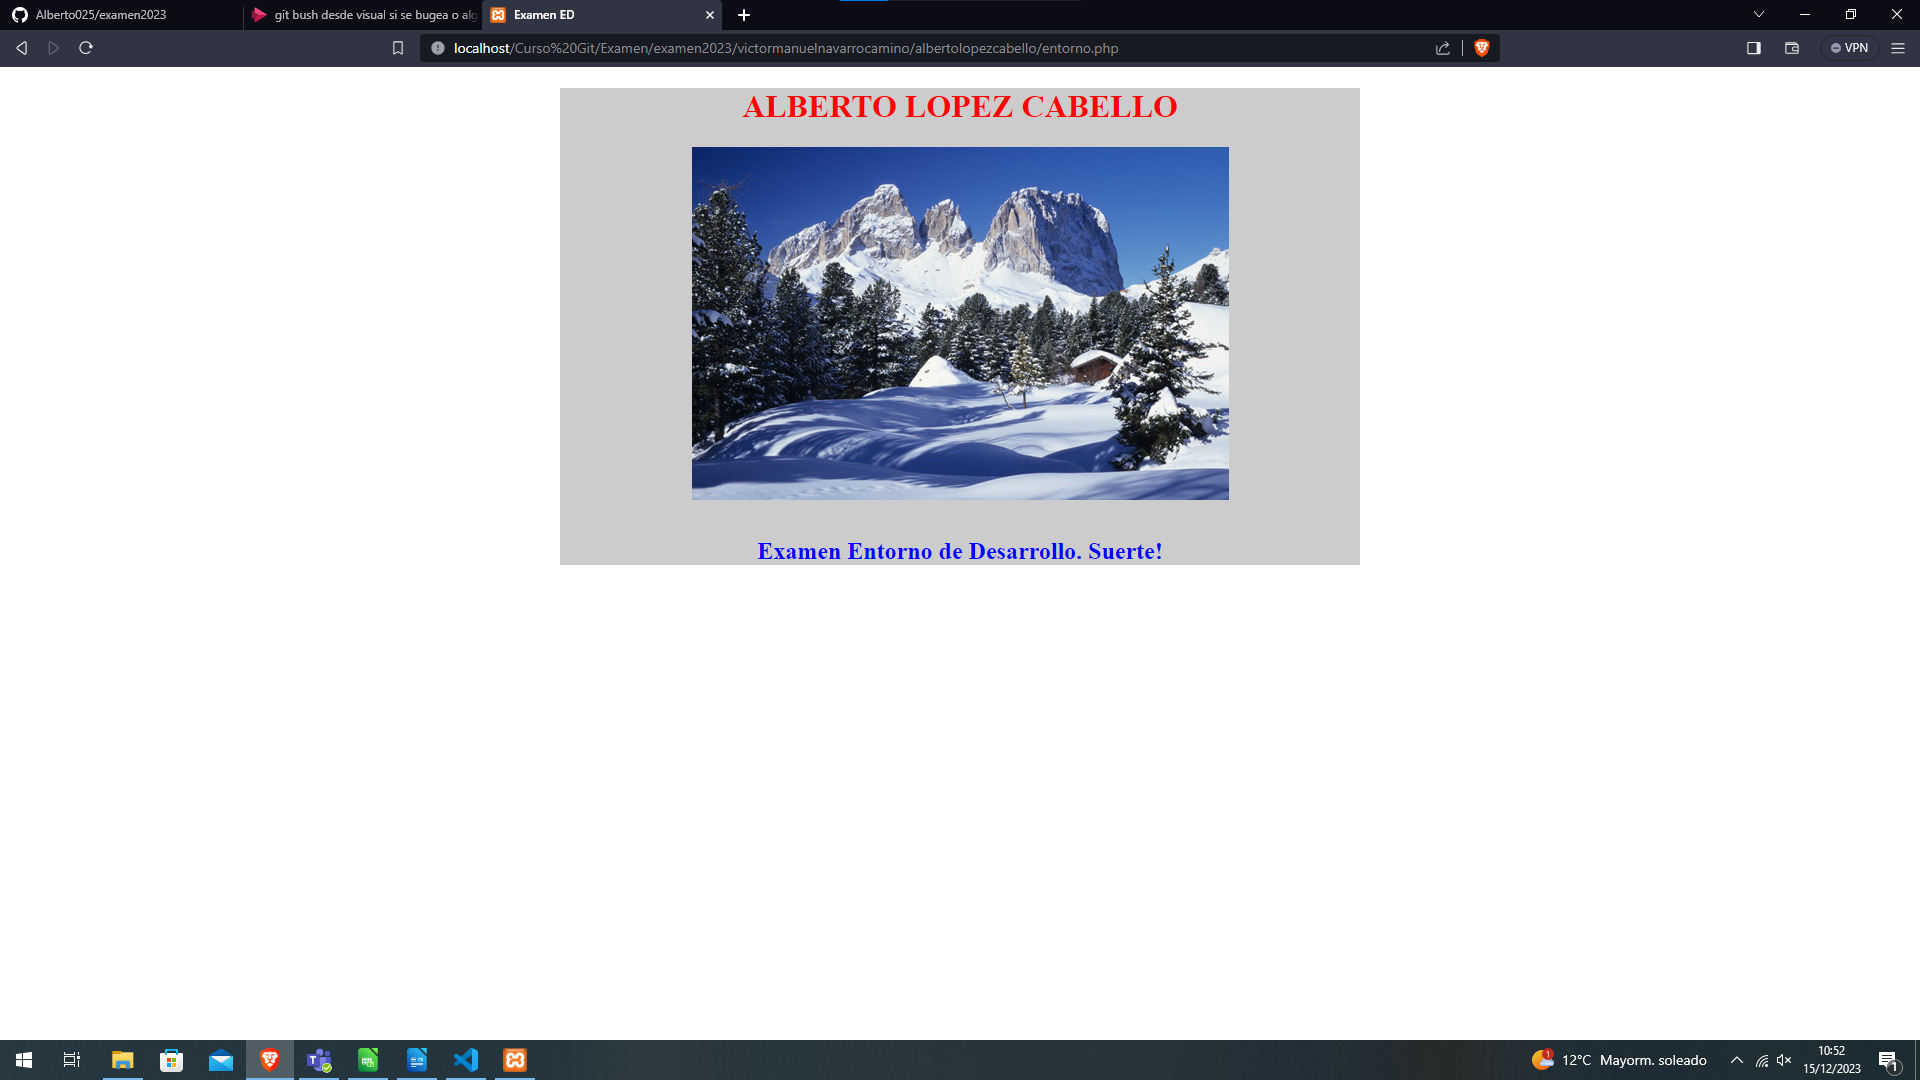 Alberto025/examen2023
git bush desde visual si se bugea o alg
Examen ED
localhost/Curso%20Git/Examen/examen2023/victormanuelnavarrocamino/albertolopezcabello/entorno.php
VPN
ALBERTO LOPEZ CABELLO
Examen Entorno de Desarrollo. Suerte!
1
12°C Mayorm. soleado
10:52
15/12/2023
1